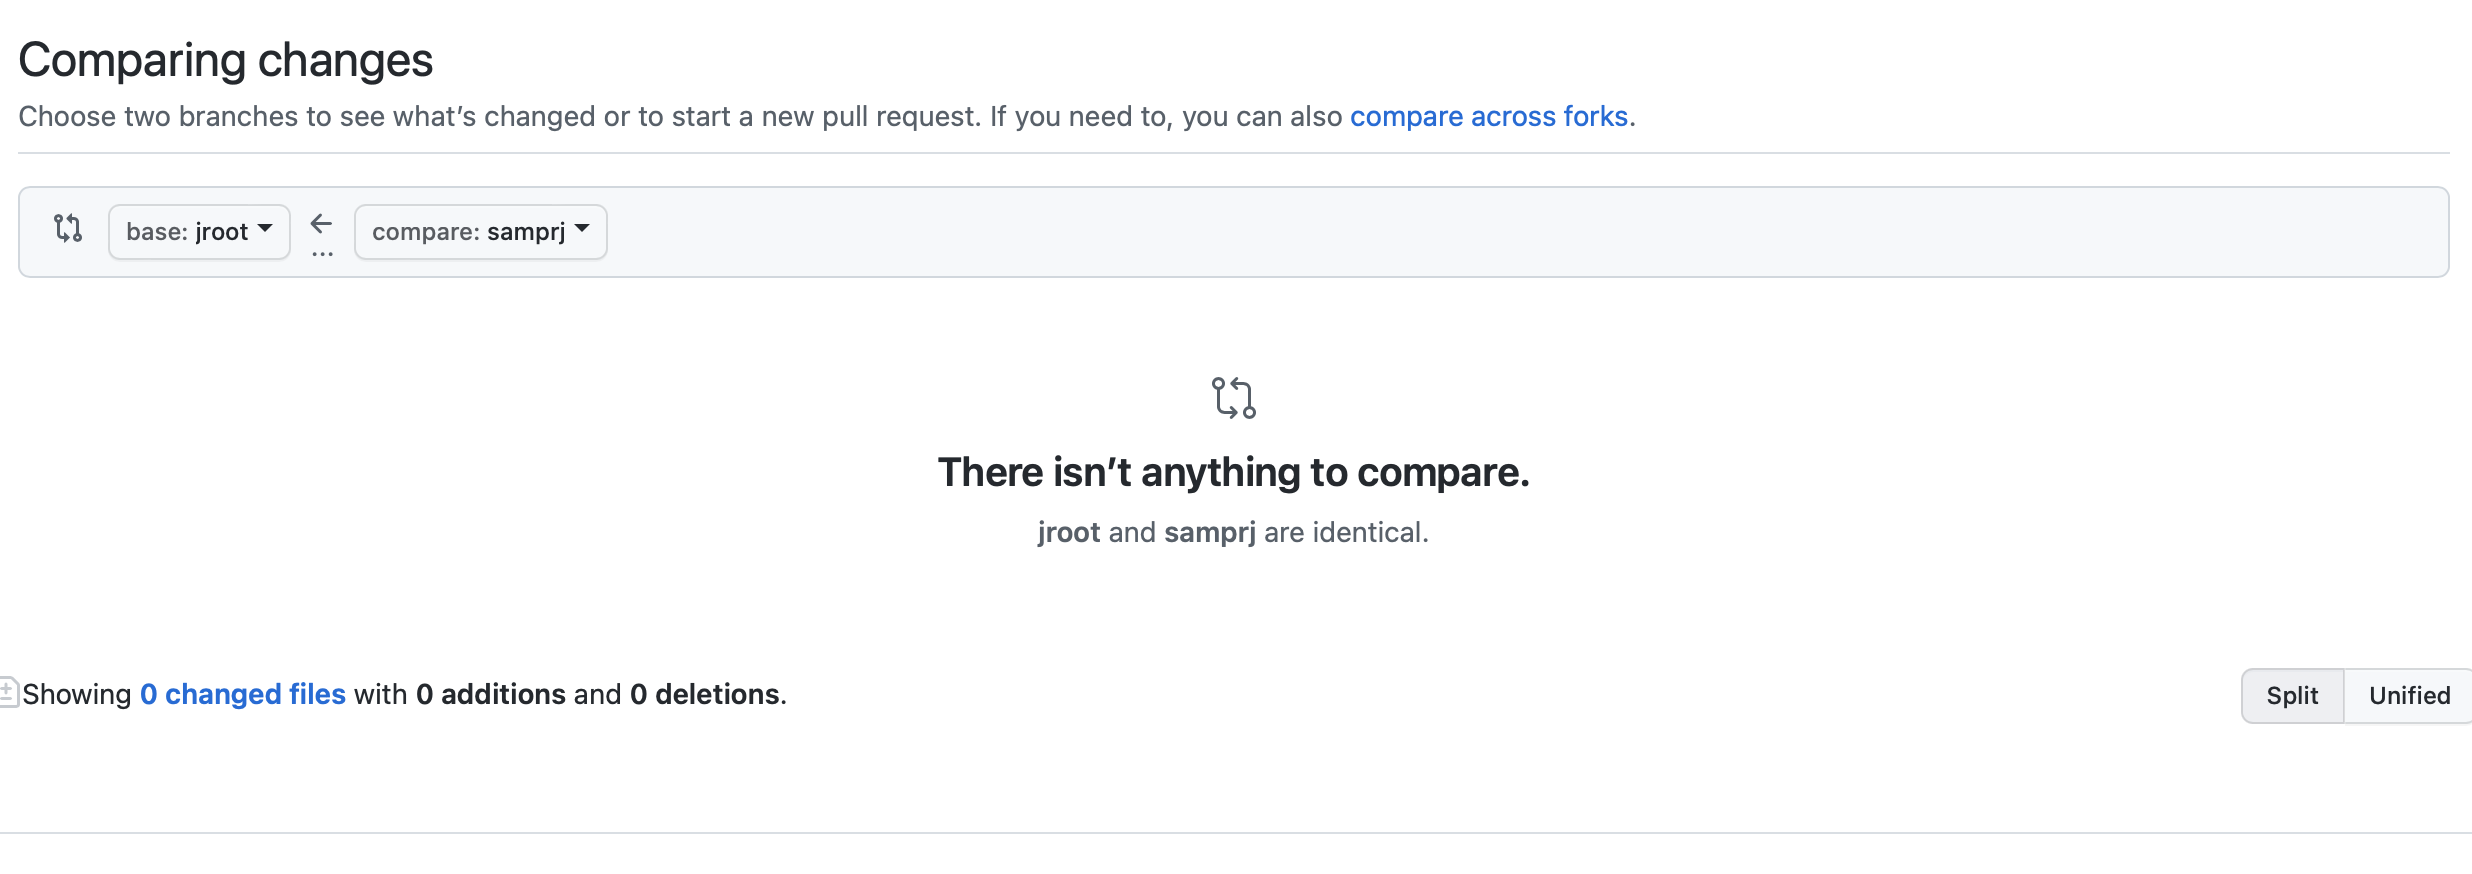 Comparing changes
Choose two branches to see what’s changed or to start a new pull request. If you need to, you can also compare across forks.
base: jroot ... compare: samprj
There isn’t anything to compare.
jroot and samprj are identical.
Showing 0 changed files with 0 additions and 0 deletions.
Split Unified